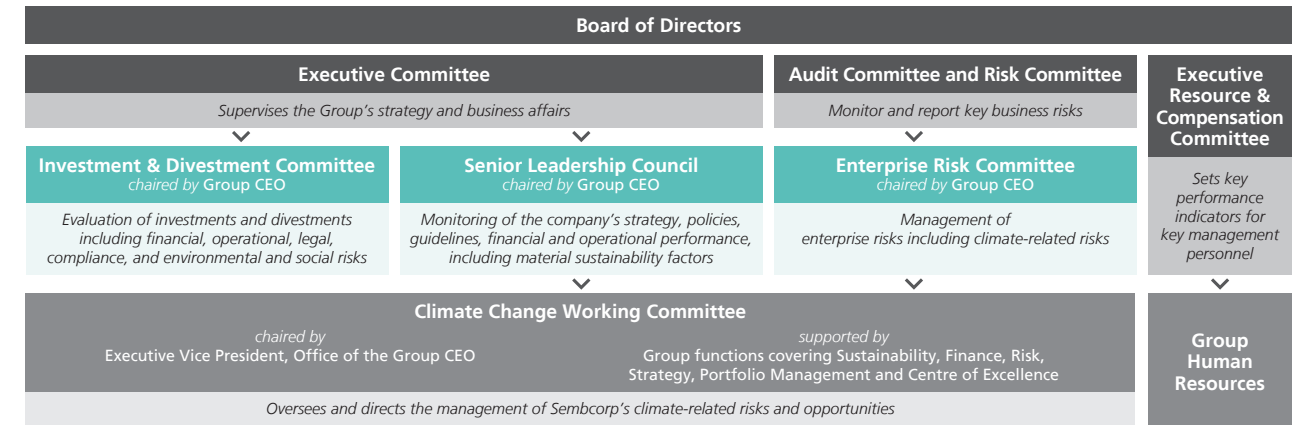 Board of Directors
Executive Committee
Supervises the Group's strategy and business affairs
Audit Committee and Risk Committee
Monitor and report key business risks
Executive
Resource &
Compensation
Committee
Sets key
performance
indicators for
key management
personnel
Investment & Divestment Committee
chaired by Group CEO
Evaluation of investments and divestments
including financial, operational, legal,
compliance, and environmental and social risks
Senior Leadership Council
chaired by Group CEO
Monitoring of the company's strategy, policies,
guidelines, financial and operational performance,
including material sustainability factors
Enterprise Risk Committee
chaired by Group CEO
Management of
enterprise risks including climate-related risks
Climate Change Working Committee
chaired by
Executive Vice President, Office of the Group CEO
supported by
Group functions covering Sustainability, Finance, Risk,
Strategy, Portfolio Management and Centre of Excellence
Oversees and directs the management of Sembcorp's climate-related risks and opportunities
Group
Human
Resources